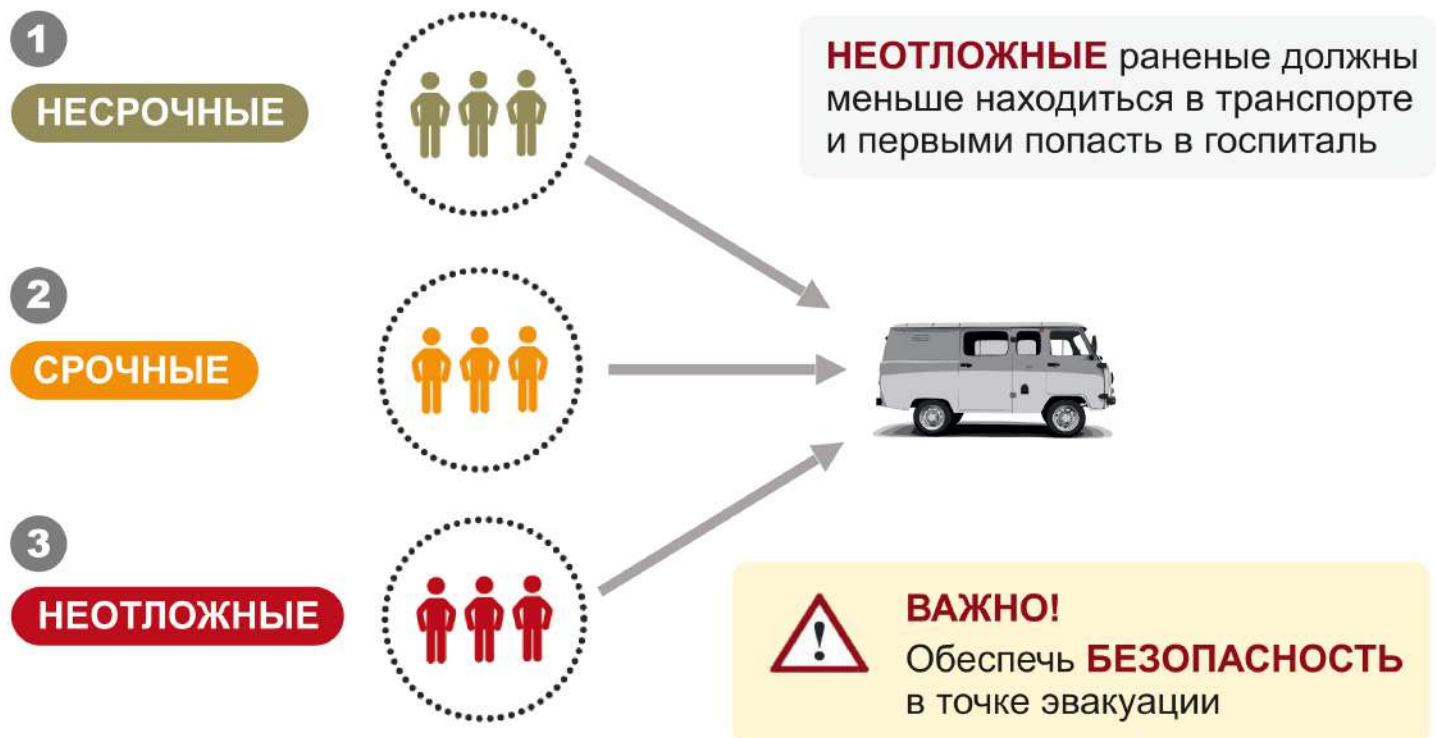 1
НЕСРОЧНЫЕ
НЕОТЛОЖНЫЕ раненые должны
меньше находиться в транспорте
и первыми попасть в госпиталь
2
СРОЧНЫЕ
3
НЕОТЛОЖНЫЕ
ВАЖНО!
Обеспечь БЕЗОПАСНОСТЬ
в точке эвакуации